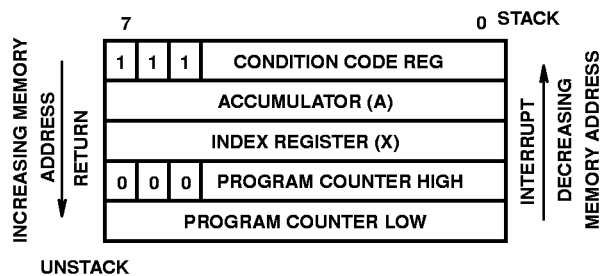 7 0 STACK
1 1 1 CONDITION CODE REG
ACCUMULATOR (A)
INDEX REGISTER (X)
0 0 0 PROGRAM COUNTER HIGH
PROGRAM COUNTER LOW
INCREASING MEMORY
ADDRESS
RETURN
INTERRUPT
DECREASING
MEMORY ADDRESS
UNSTACK